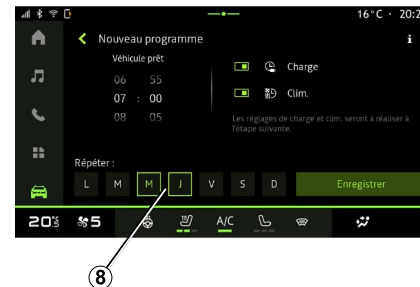 16°C · 20:2
Nouveau programme
i
Véhicule prêt
06 55
07 : 00
08 05
Charge
Clim.
Les réglages de charge et clim. seront à réaliser à
l'étape suivante.
Répéter :
L M M J V S D
Enregistrer
20 5 A/C
8